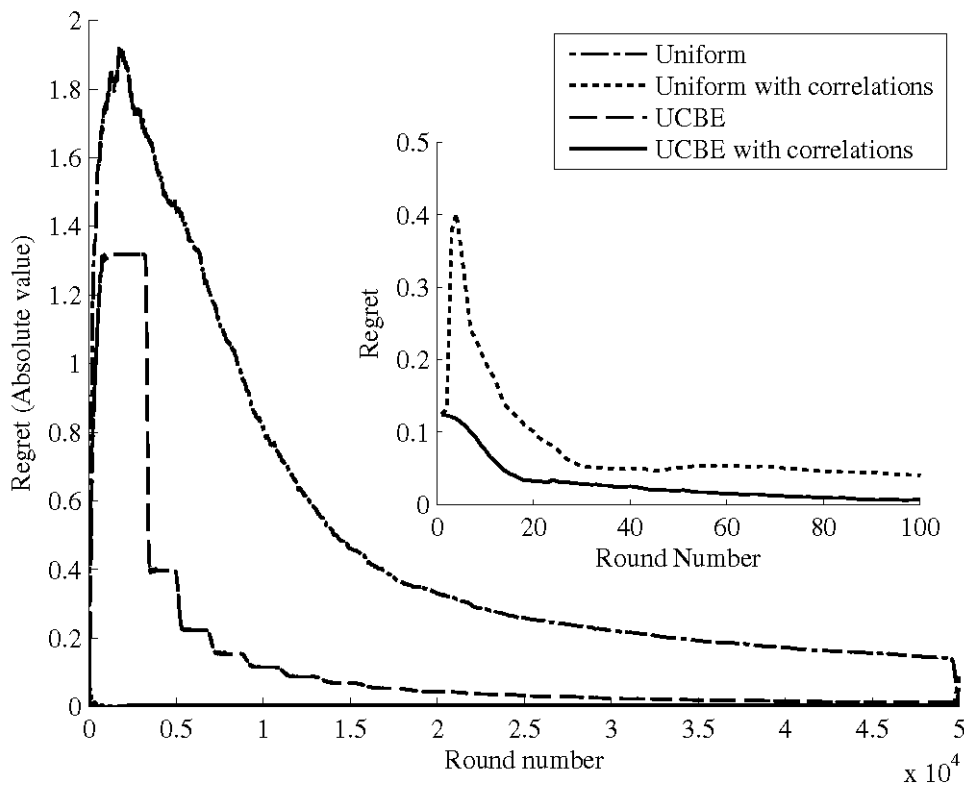 Uniform
Uniform with correlations
UCBE
UCBE with correlations
Regret (Absolute value)
2
1.8
1.6
1.4
1.2
1
0.8
0.6
0.4
0.2
0
0 0.5 1 1.5 2 2.5 3 3.5 4 4.5 5
Round number
x 10^4
Regret
0.5
0.4
0.3
0.2
0.1
0
0 20 40 60 80 100
Round Number